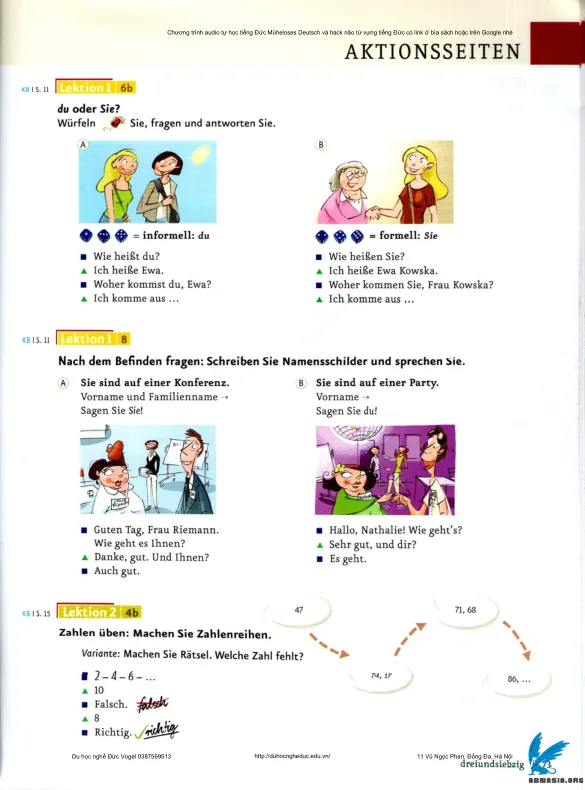 Chương trình audio tự học tiếng Đức Müheloses Deutsch và hack não từ vựng tiếng Đức có link ở bìa sách hoặc trên Google nhé
AKTIONSSEITEN
KB | S. 11 Lektion 1 6b
du oder Sie?
Würfeln Sie, fragen und antworten Sie.
A
= informell: du
■ Wie heißt du?
▲ Ich heiße Ewa.
■ Woher kommst du, Ewa?
▲ Ich komme aus ...
B
= formell: Sie
■ Wie heißen Sie?
▲ Ich heiße Ewa Kowska.
■ Woher kommen Sie, Frau Kowska?
▲ Ich komme aus ...
KB | S. 11 Lektion 1 8
Nach dem Befinden fragen: Schreiben Sie Namensschilder und sprechen Sie.
A Sie sind auf einer Konferenz.
Vorname und Familienname →
Sagen Sie Sie!
■ Guten Tag, Frau Riemann.
Wie geht es Ihnen?
▲ Danke, gut. Und Ihnen?
■ Auch gut.
B Sie sind auf einer Party.
Vorname →
Sagen Sie du!
■ Hallo, Nathalie! Wie geht's?
▲ Sehr gut, und dir?
■ Es geht.
KB | S. 15 Lektion 2 4b
Zahlen üben: Machen Sie Zahlenreihen.
Variante: Machen Sie Rätsel. Welche Zahl fehlt?
■ 2 – 4 – 6 – ...
▲ 10
■ Falsch. falsch
▲ 8
■ Richtig. richtig
47
74, 17
71, 68
86, ...
Du học nghề Đức Vogel 0387569513
http://duhocngheduc.edu.vn/
11 Vũ Ngọc Phan, Đống Đa, Hà Nội
dreiundsiebzig 73
ABMASIA.ORG